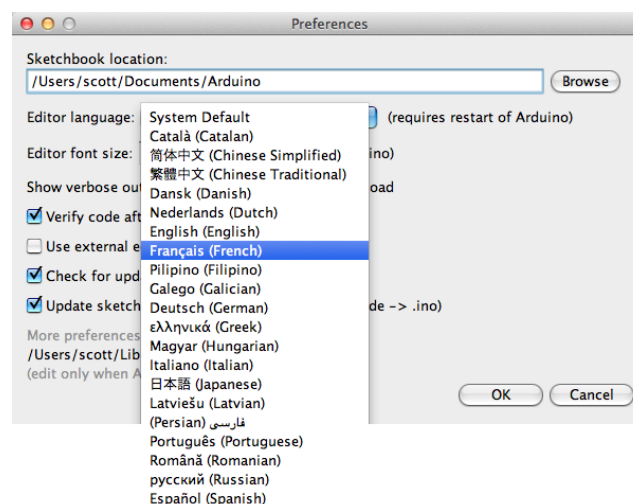 Preferences
Sketchbook location:
/Users/scott/Documents/Arduino
Browse
Editor language:
(requires restart of Arduino)
Editor font size:
ino)
Show verbose out
oad
Verify code aft
Use external e
Check for upd
Update sketch
de -> .ino)
More preferences
/Users/scott/Lib
(edit only when A
OK
Cancel
System Default
Català (Catalan)
简体中文 (Chinese Simplified)
繁體中文 (Chinese Traditional)
Dansk (Danish)
Nederlands (Dutch)
English (English)
Français (French)
Pilipino (Filipino)
Galego (Galician)
Deutsch (German)
ελληνικά (Greek)
Magyar (Hungarian)
Italiano (Italian)
日本語 (Japanese)
Latviešu (Latvian)
فارسی (Persian)
Português (Portuguese)
Română (Romanian)
русский (Russian)
Español (Spanish)